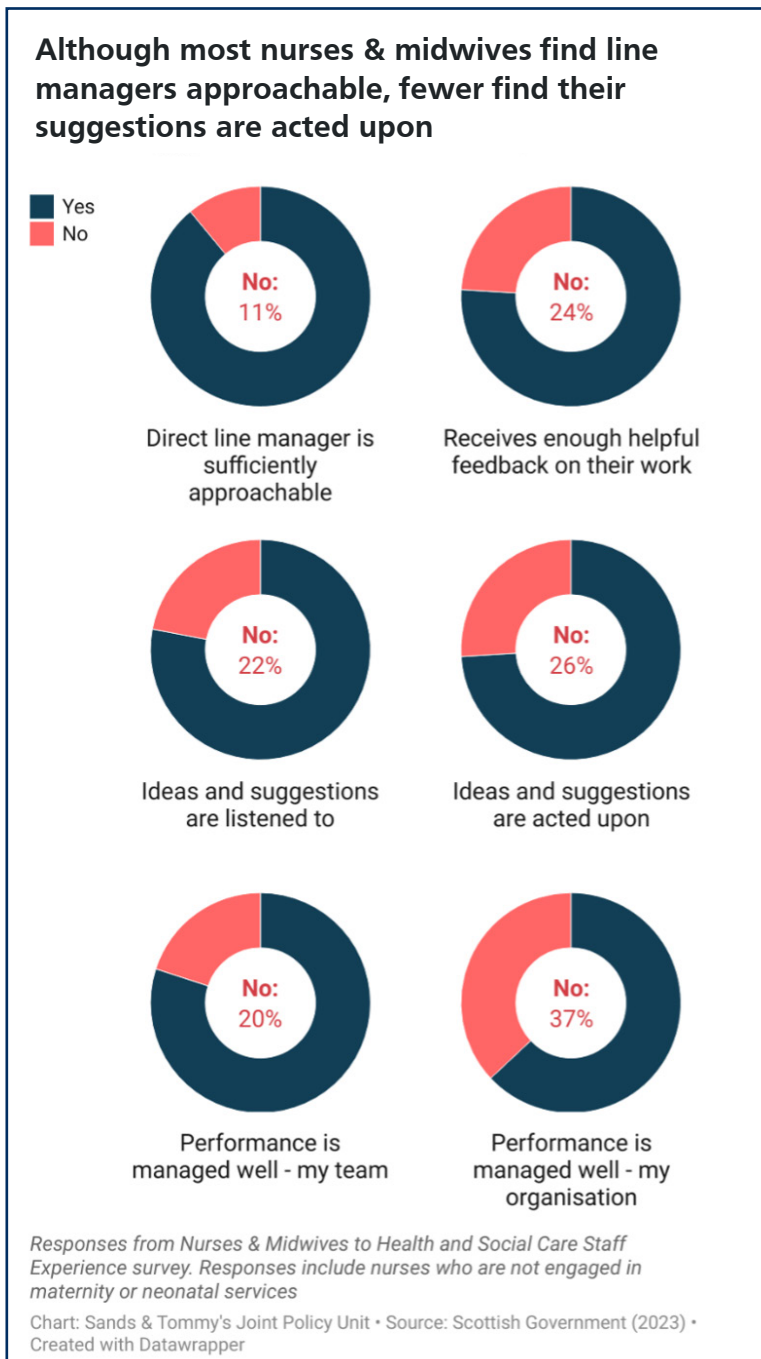 Although most nurses & midwives find line
managers approachable, fewer find their
suggestions are acted upon
Yes
No
No:
11%
Direct line manager is
sufficiently
approachable
No:
24%
Receives enough helpful
feedback on their work
No:
22%
Ideas and suggestions
are listened to
No:
26%
Ideas and suggestions
are acted upon
No:
20%
Performance is
managed well - my team
No:
37%
Performance is
managed well - my
organisation
Responses from Nurses & Midwives to Health and Social Care Staff
Experience survey. Responses include nurses who are not engaged in
maternity or neonatal services
Chart: Sands & Tommy's Joint Policy Unit • Source: Scottish Government (2023) •
Created with Datawrapper